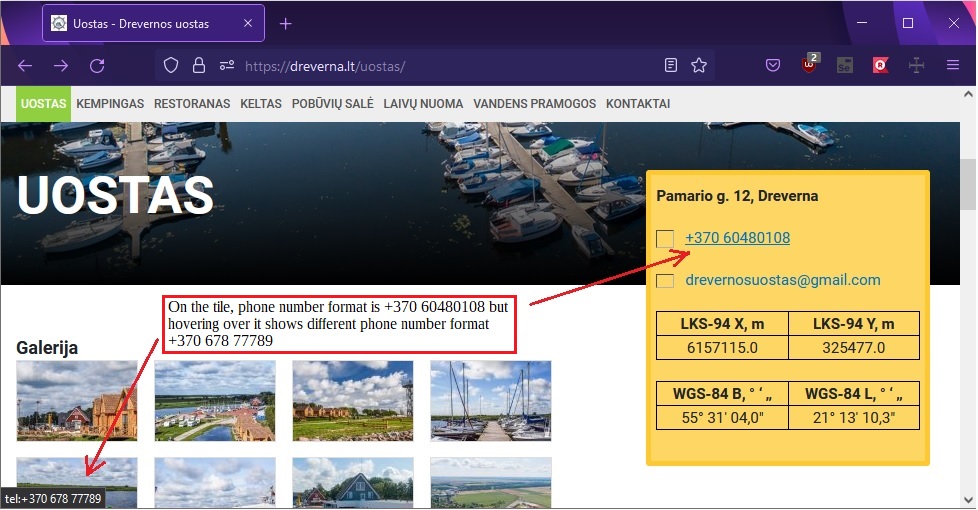 Uostas - Drevernos uostas
https://dreverna.lt/uostas/
2
UOSTAS KEMPINGAS RESTORANAS KELTAS POBŪVIŲ SALĖ LAIVŲ NUOMA VANDENS PRAMOGOS KONTAKTAI
UOSTAS
Pamario g. 12, Dreverna
+370 60480108
drevernosuostas@gmail.com
LKS-94 X, m LKS-94 Y, m
6157115.0 325477.0
WGS-84 B, ° ‘ „ WGS-84 L, ° ‘ „
55° 31' 04,0" 21° 13' 10,3"
On the tile, phone number format is +370 60480108 but
hovering over it shows different phone number format
+370 678 77789
Galerija
tel:+370 678 77789